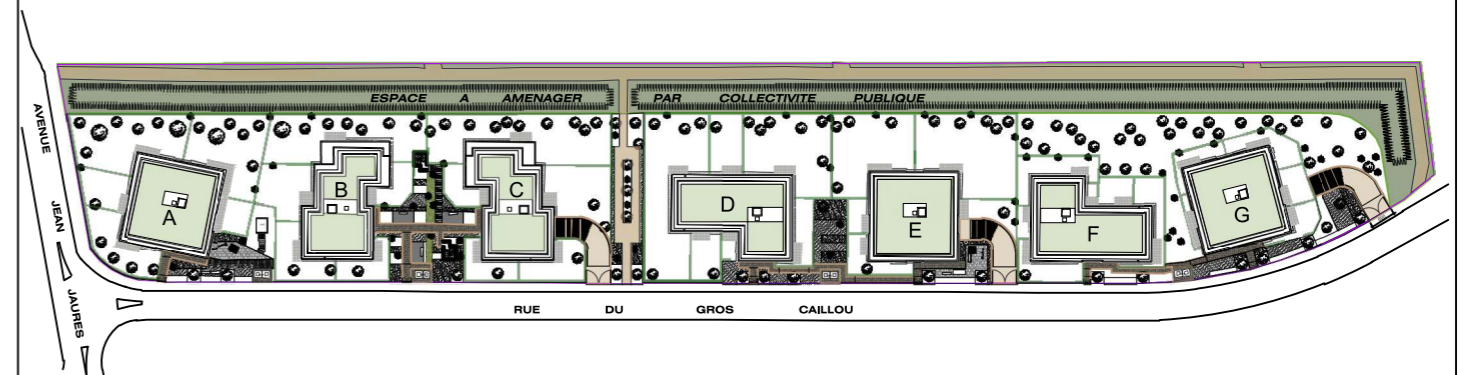 ESPACE A AMENAGER PAR COLLECTIVITE PUBLIQUE
AVENUE JEAN JAURES
A
B
C
D
E
F
G
RUE DU GROS CAILLOU